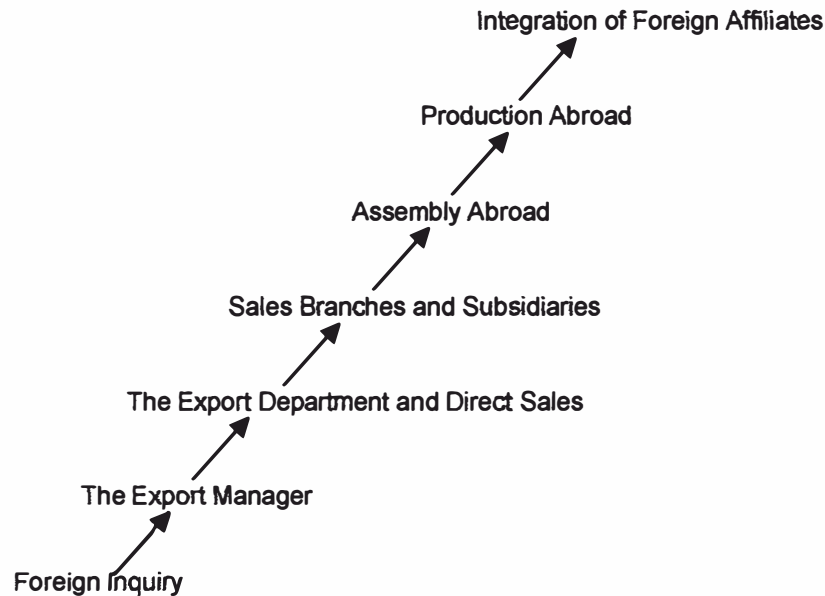 Integration of Foreign Affiliates
Production Abroad
Assembly Abroad
Sales Branches and Subsidiaries
The Export Department and Direct Sales
The Export Manager
Foreign Inquiry